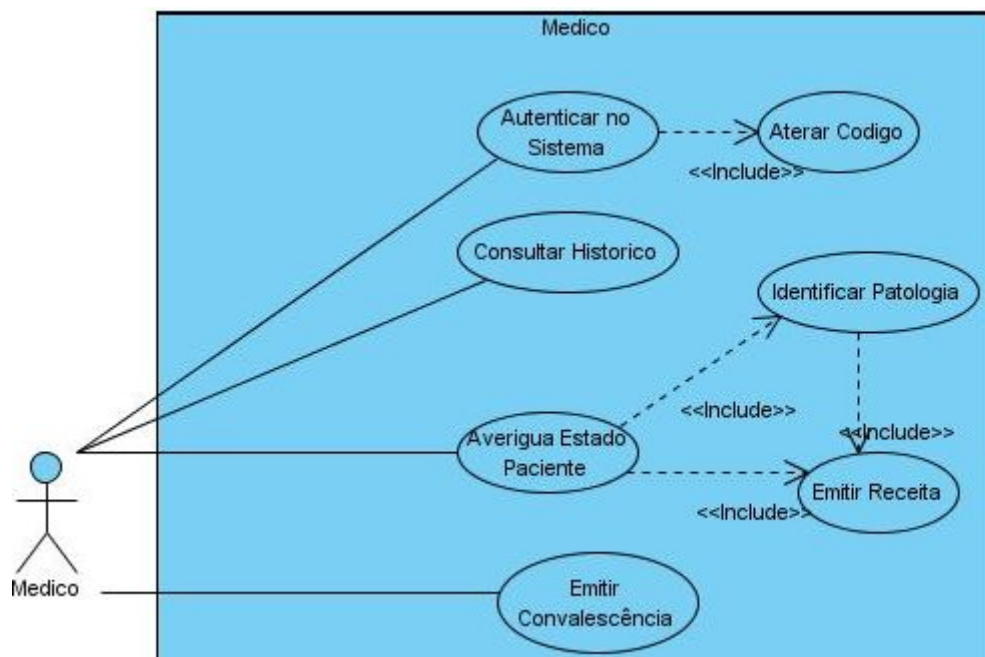 Medico
Autenticar no
Sistema
Aterar Codigo
<<Include>>
Consultar Historico
Identificar Patologia
<<Include>>
<<Include>>
Averigua Estado
Paciente
Emitir Receita
<<Include>>
Medico
Emitir
Convalescência